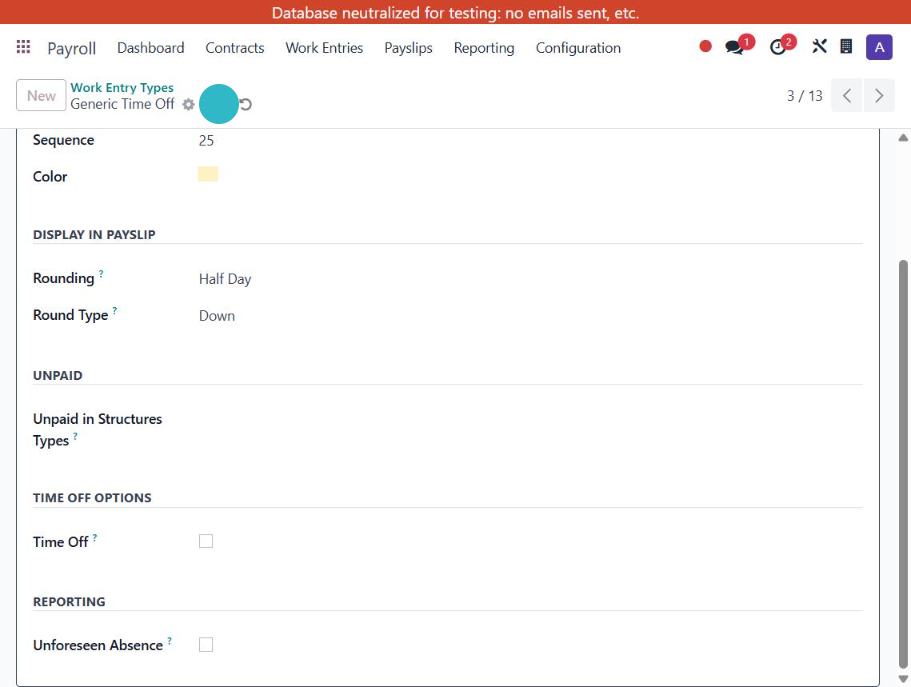 Database neutralized for testing: no emails sent, etc.
Payroll Dashboard Contracts Work Entries Payslips Reporting Configuration 1 2 A
New Work Entry Types
Generic Time Off
3 / 13
Sequence 25
Color
DISPLAY IN PAYSLIP
Rounding ? Half Day
Round Type ? Down
UNPAID
Unpaid in Structures
Types ?
TIME OFF OPTIONS
Time Off ?
REPORTING
Unforeseen Absence ?